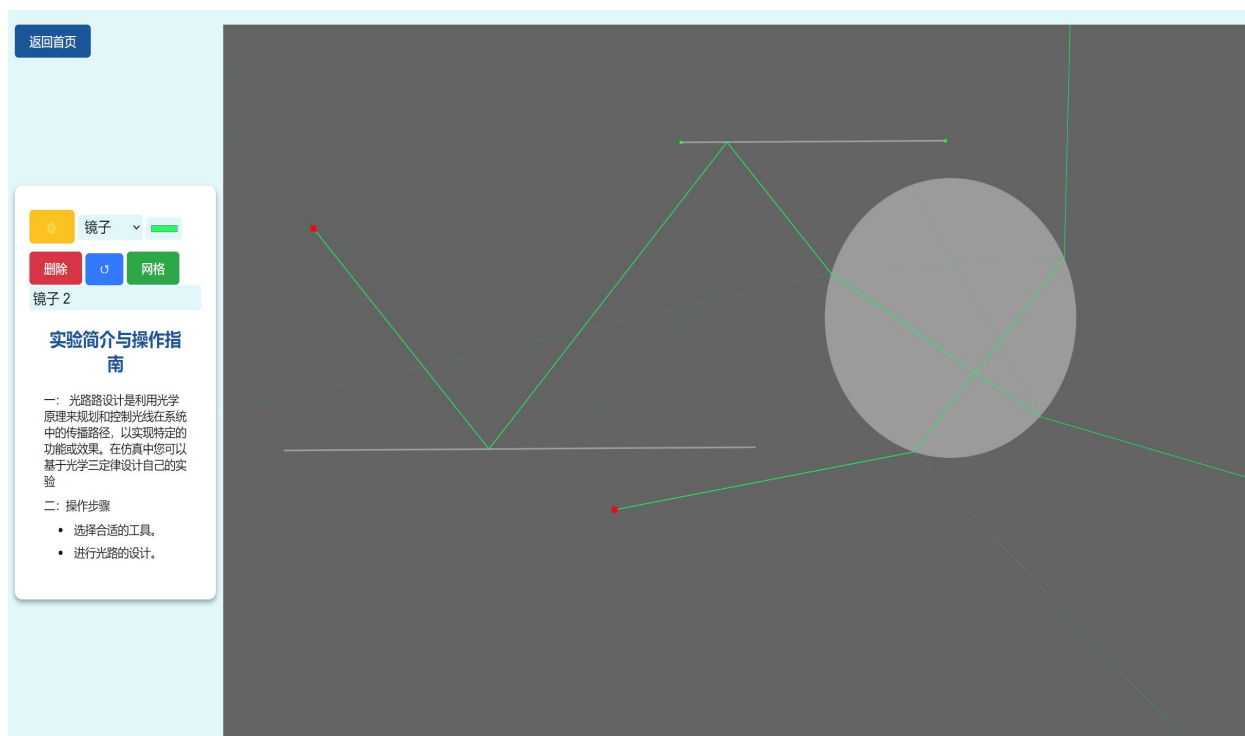 返回首页
镜子
删除
↺
网格
镜子 2
实验简介与操作指
南
一： 光路路设计是利用光学
原理来规划和控制光线在系统
中的传播路径，以实现特定的
功能或效果。在仿真中您可以
基于光学三定律设计自己的实
验
二：操作步骤
• 选择合适的工具。
• 进行光路的设计。